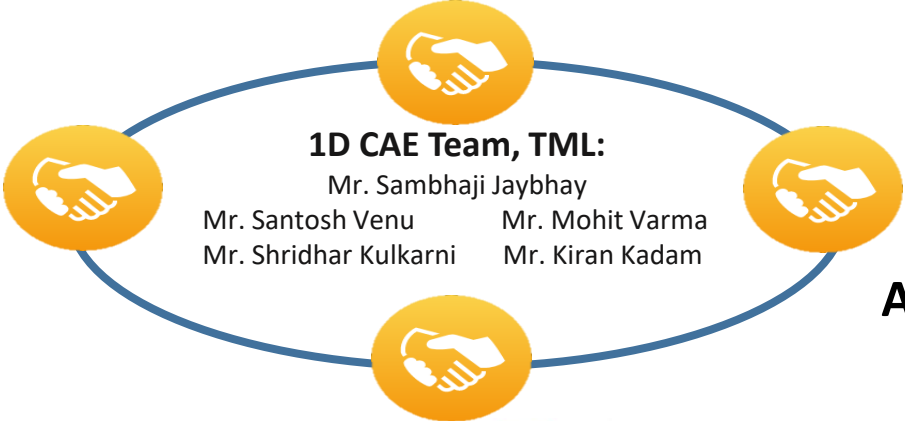 1D CAE Team, TML:
Mr. Sambhaji Jaybhay
Mr. Santosh Venu Mr. Mohit Varma
Mr. Shridhar Kulkarni Mr. Kiran Kadam
A